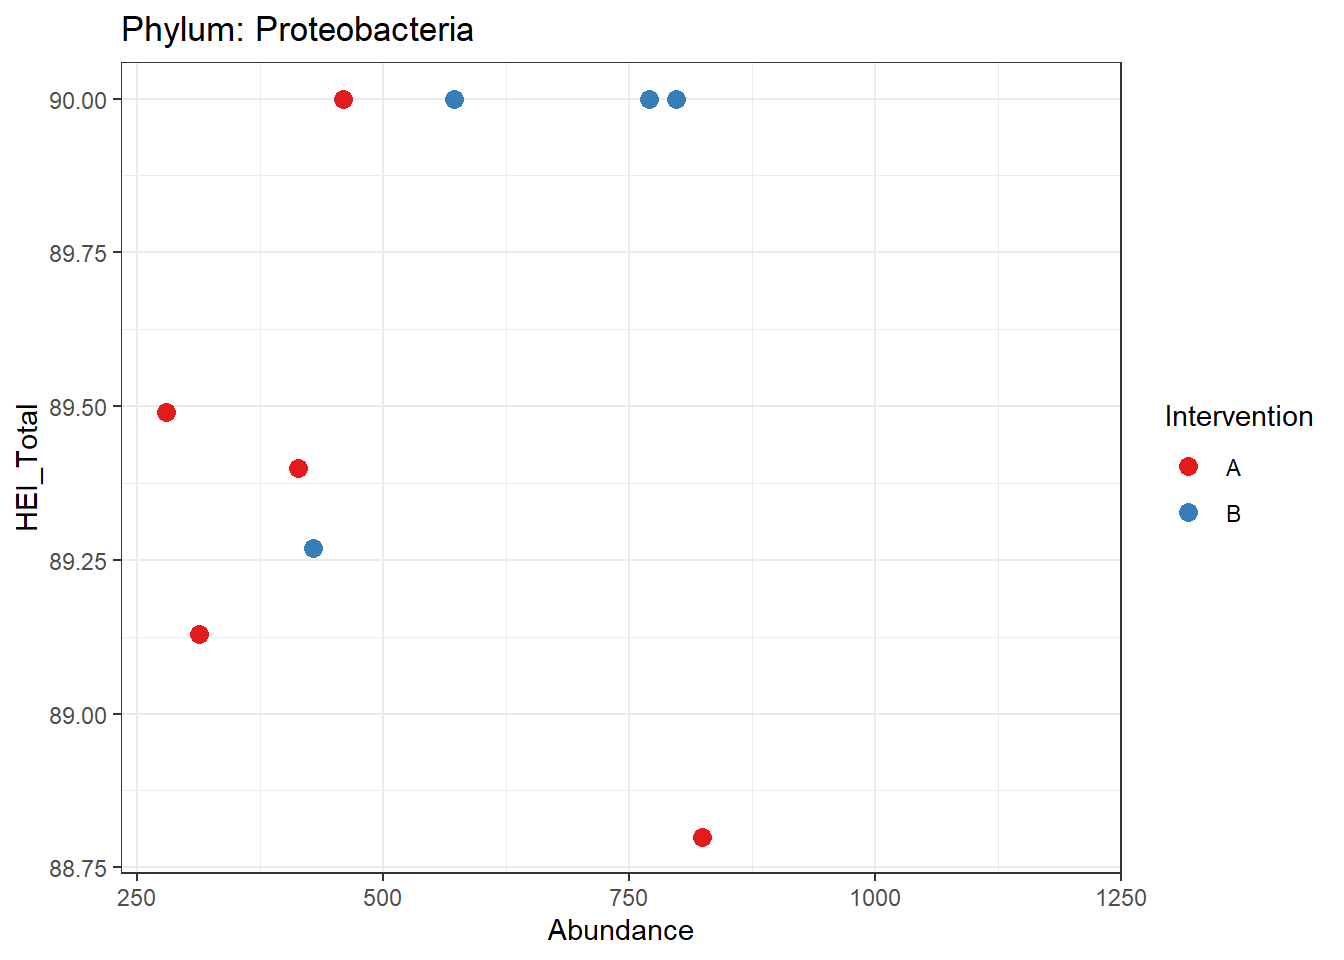 Phylum: Proteobacteria
90.00
89.75
89.50
89.25
89.00
88.75
HEI_Total
250 500 750 1000 1250
Abundance
Intervention
A
B